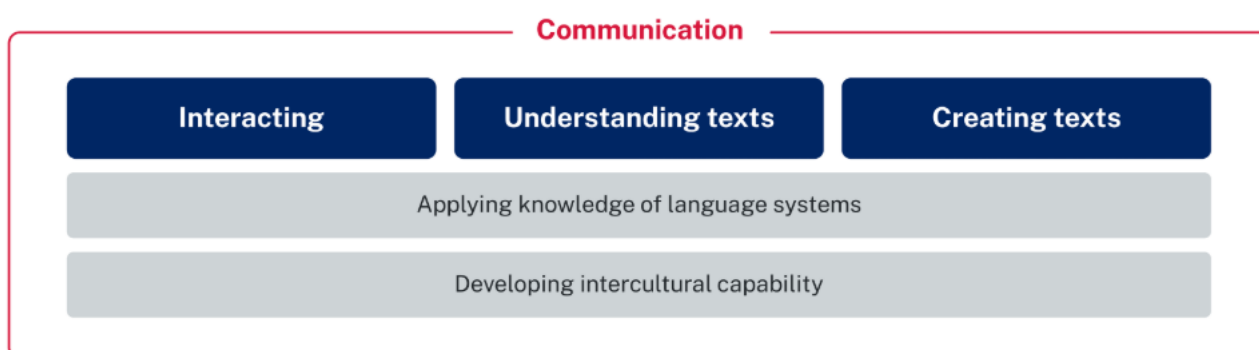 Communication
Interacting
Understanding texts
Creating texts
Applying knowledge of language systems
Developing intercultural capability